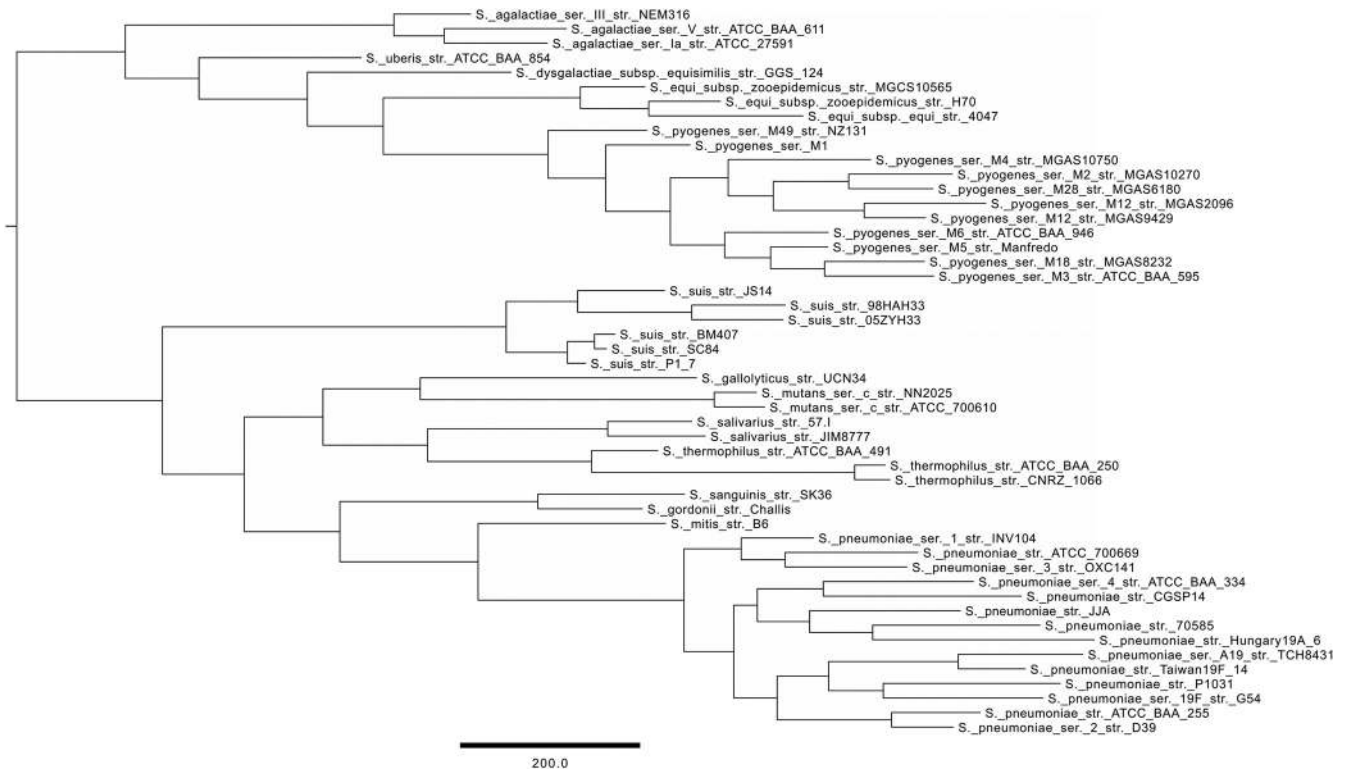 S._agalactiae_ser._III_str._NEM316
S._agalactiae_ser._V_str._ATCC_BAA_611
S._agalactiae_ser._Ia_str._ATCC_27591
S._uberis_str._ATCC_BAA_854
S._dysgalactiae_subsp._equisimilis_str._GGS_124
S._equi_subsp._zooepidemicus_str._MGCS10565
S._equi_subsp._zooepidemicus_str._H70
S._equi_subsp._equi_str._4047
S._pyogenes_ser._M49_str._NZ131
S._pyogenes_ser._M1
S._pyogenes_ser._M4_str._MGAS10750
S._pyogenes_ser._M2_str._MGAS10270
S._pyogenes_ser._M28_str._MGAS6180
S._pyogenes_ser._M12_str._MGAS2096
S._pyogenes_ser._M12_str._MGAS9429
S._pyogenes_ser._M6_str._ATCC_BAA_946
S._pyogenes_ser._M5_str._Manfredo
S._pyogenes_ser._M18_str._MGAS8232
S._pyogenes_ser._M3_str._ATCC_BAA_595
S._suis_str._JS14
S._suis_str._98HAH33
S._suis_str._05ZYH33
S._suis_str._BM407
S._suis_str._SC84
S._suis_str._P1_7
S._gallolyticus_str._UCN34
S._mutans_ser._c_str._NN2025
S._mutans_ser._c_str._ATCC_700610
S._salivarius_str._57.I
S._salivarius_str._JIM8777
S._thermophilus_str._ATCC_BAA_491
S._thermophilus_str._ATCC_BAA_250
S._thermophilus_str._CNRZ_1066
S._sanguinis_str._SK36
S._gordonii_str._Challis
S._mitis_str._B6
S._pneumoniae_ser._1_str._INV104
S._pneumoniae_str._ATCC_700669
S._pneumoniae_ser._3_str._OXC141
S._pneumoniae_ser._4_str._ATCC_BAA_334
S._pneumoniae_str._CGSP14
S._pneumoniae_str._JJA
S._pneumoniae_str._70585
S._pneumoniae_str._Hungary19A_6
S._pneumoniae_ser._A19_str._TCH8431
S._pneumoniae_str._Taiwan19F_14
S._pneumoniae_str._P1031
S._pneumoniae_ser._19F_str._G54
S._pneumoniae_str._ATCC_BAA_255
S._pneumoniae_ser._2_str._D39
200.0